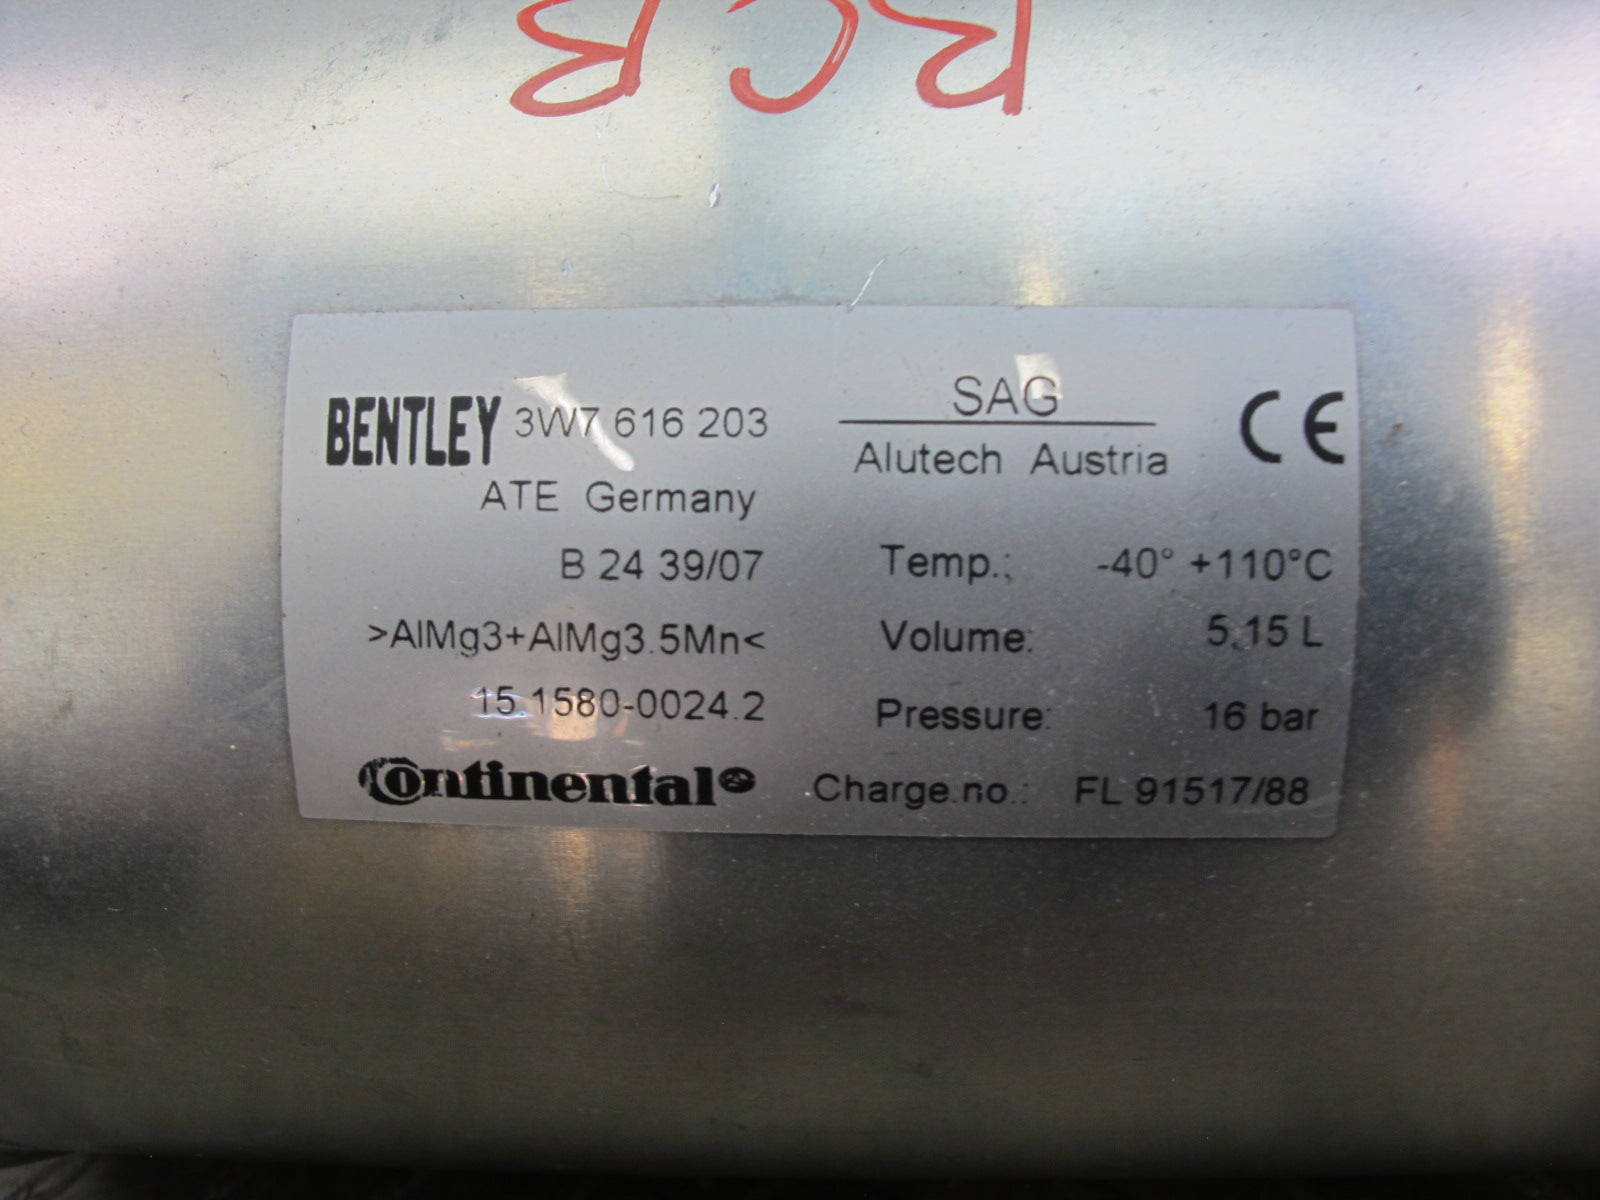 BENTLEY 3W7 616 203
ATE Germany
B 24 39/07
>AlMg3+AlMg3.5Mn<
15.1580-0024.2
Continental
SAG
Alutech Austria
CE
Temp.: -40° +110°C
Volume: 5.15 L
Pressure: 16 bar
Charge.no.: FL 91517/88